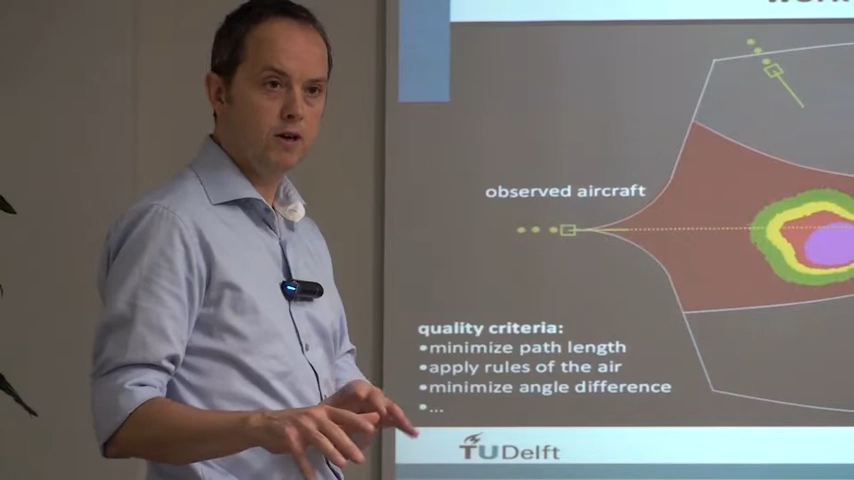 observed aircraft
quality criteria:
•minimize path length
•apply rules of the air
•minimize angle difference
•...
TUDelft